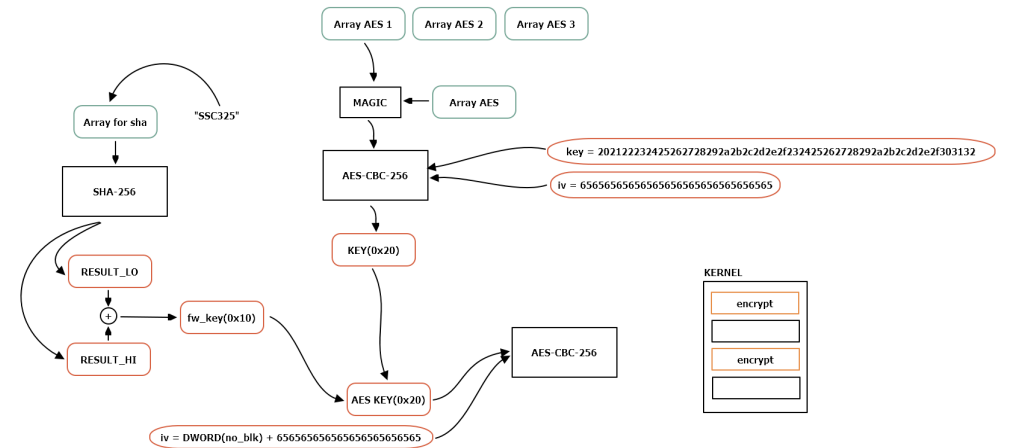 Array AES 1
Array AES 2
Array AES 3
MAGIC
Array AES
"SSC325"
Array for sha
key = 202122232425262728292a2b2c2d2e2f232425262728292a2b2c2d2e2f303132
AES-CBC-256
SHA-256
iv = 65656565656565656565656565656565
KEY(0x20)
RESULT_LO
KERNEL
encrypt
+
fw_key(0x10)
RESULT_HI
AES-CBC-256
encrypt
AES KEY(0x20)
iv = DWORD(no_blk) + 656565656565656565656565